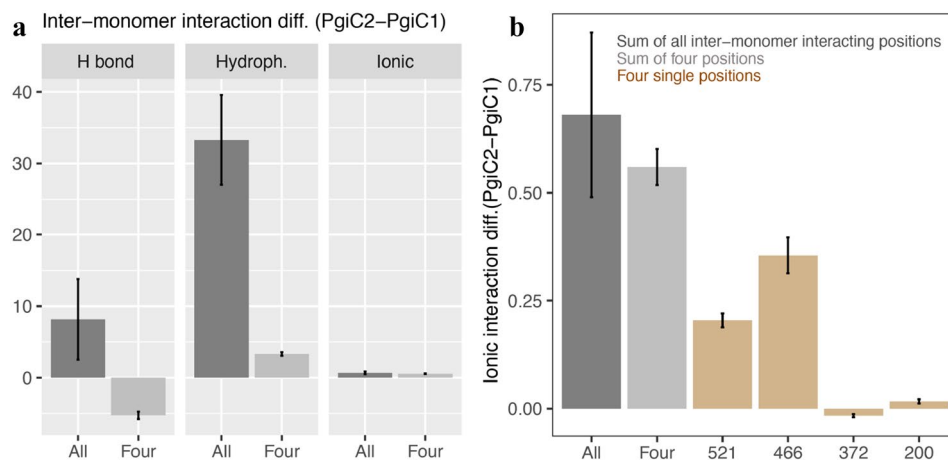 a
Inter−monomer interaction diff. (PgiC2−PgiC1)
H bond
Hydroph.
Ionic
40
30
20
10
0
All Four
All Four
All Four
b
Sum of all inter−monomer interacting positions
Sum of four positions
Four single positions
Ionic interaction diff.(PgiC2−PgiC1)
0.75
0.50
0.25
0.00
All Four 521 466 372 200